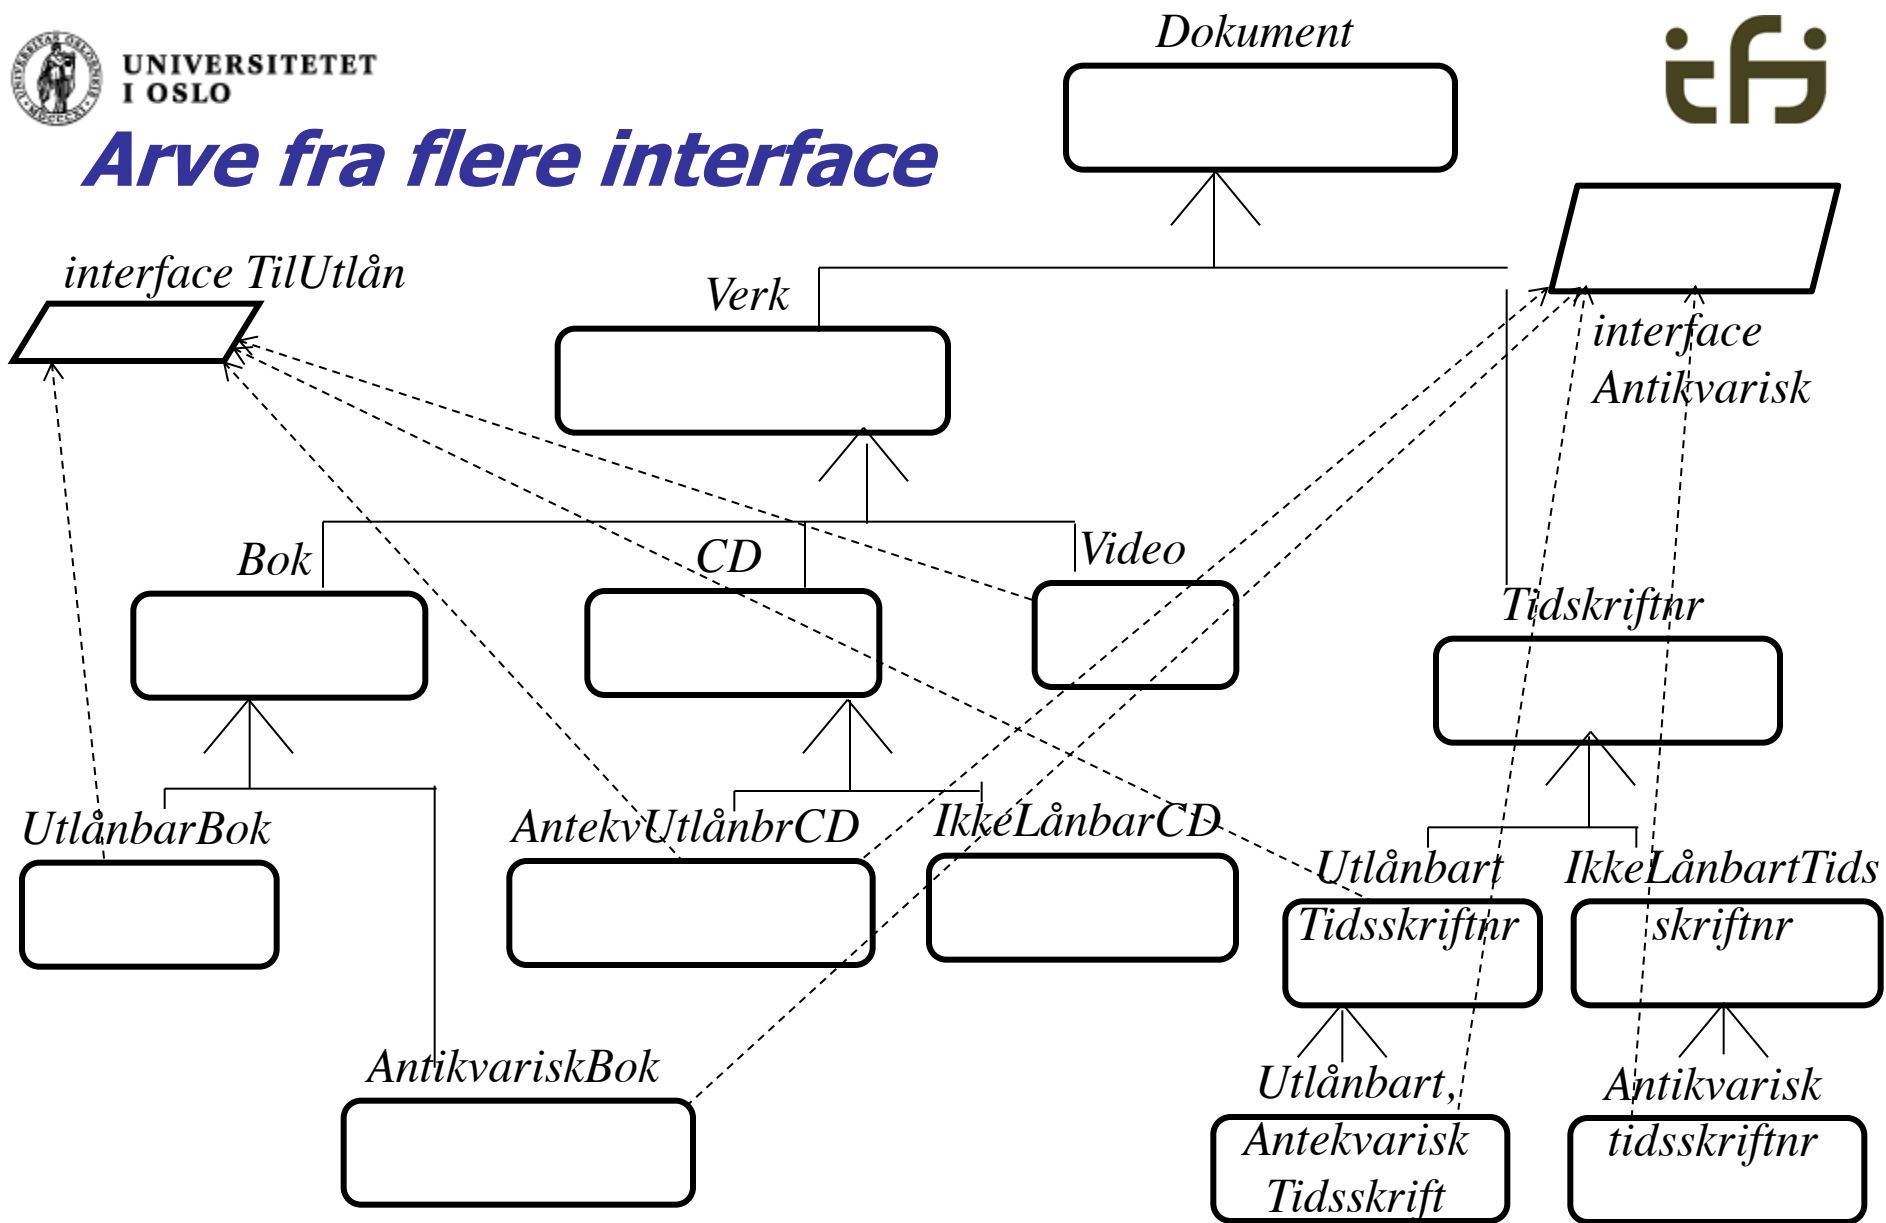 Dokument
UNIVERSITETET
I OSLO
ifi
Arve fra flere interface
interface TilUtlån
Verk
interface
Antikvarisk
Bok
CD
Video
Tidskriftnr
UtlånbarBok
AntekvUtlånbrCD
IkkeLånbarCD
Utlånbart
Tidsskriftnr
IkkeLånbartTids
skriftnr
AntikvariskBok
Utlånbart,
Antekvarisk
Tidsskrift
Antikvarisk
tidsskriftnr